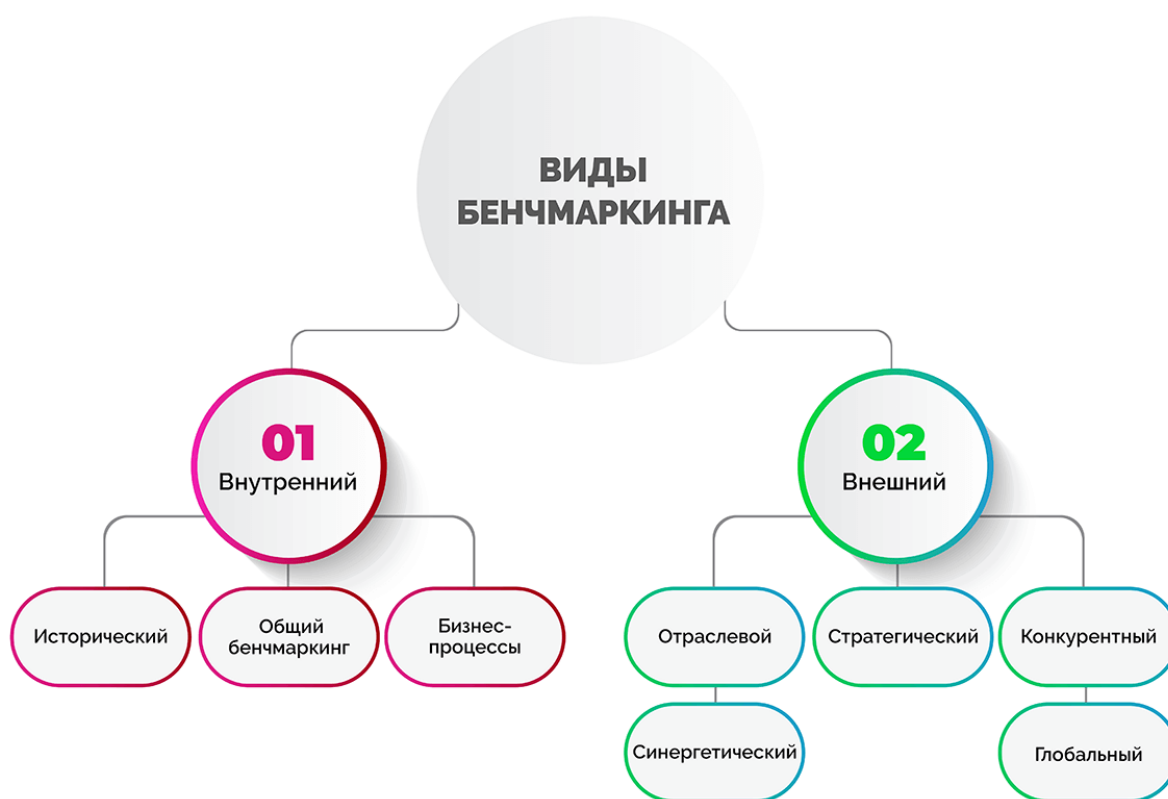 ВИДЫ
БЕНЧМАРКИНГА
01
Внутренний
02
Внешний
Исторический
Общий
бенчмаркинг
Бизнес-
процессы
Отраслевой
Стратегический
Конкурентный
Синергетический
Глобальный